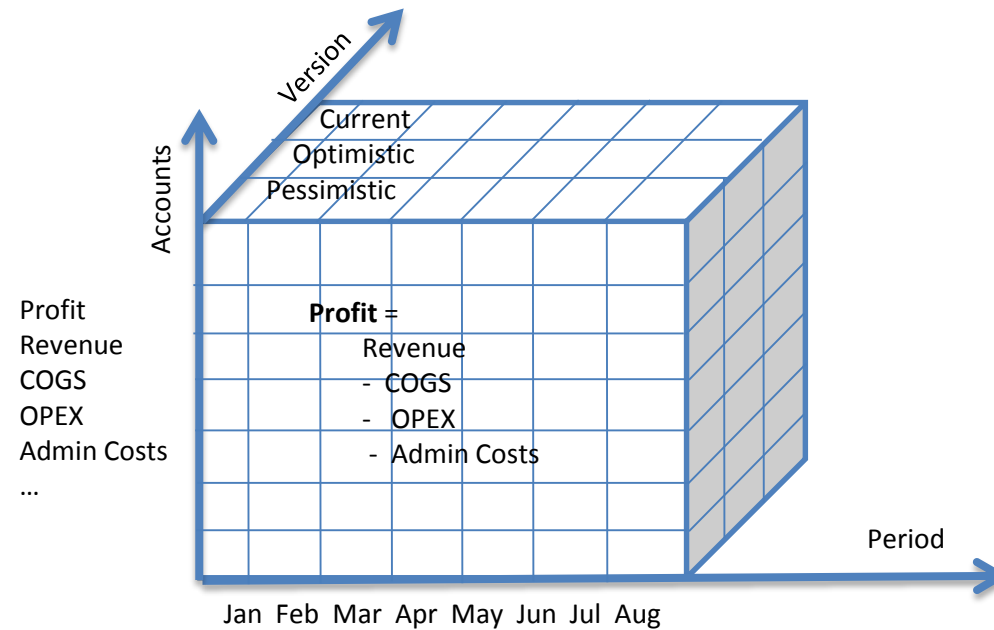 Version
Current
Optimistic
Pessimistic
Accounts
Profit
Revenue
COGS
OPEX
Admin Costs
...
Profit =
Revenue
- COGS
- OPEX
- Admin Costs
Period
Jan Feb Mar Apr May Jun Jul Aug